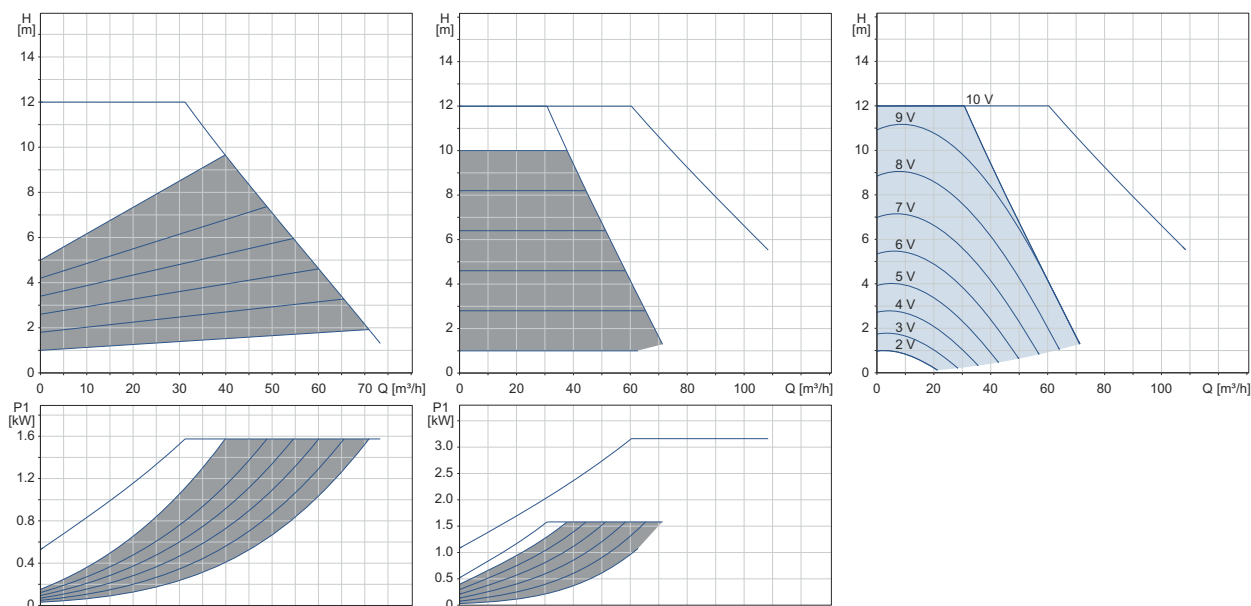 H
[m]
14
12
10
8
6
4
2
0
0 10 20 30 40 50 60 70 Q [m³/h]
H
[m]
14
12
10
8
6
4
2
0
0 20 40 60 80 100 Q [m³/h]
H
[m]
14
12
10
8
6
4
2
0
10 V
9 V
8 V
7 V
6 V
5 V
4 V
3 V
2 V
0 20 40 60 80 100 Q [m³/h]
P1
[kW]
1.6
1.2
0.8
0.4
0
P1
[kW]
3.0
2.5
2.0
1.5
1.0
0.5
0